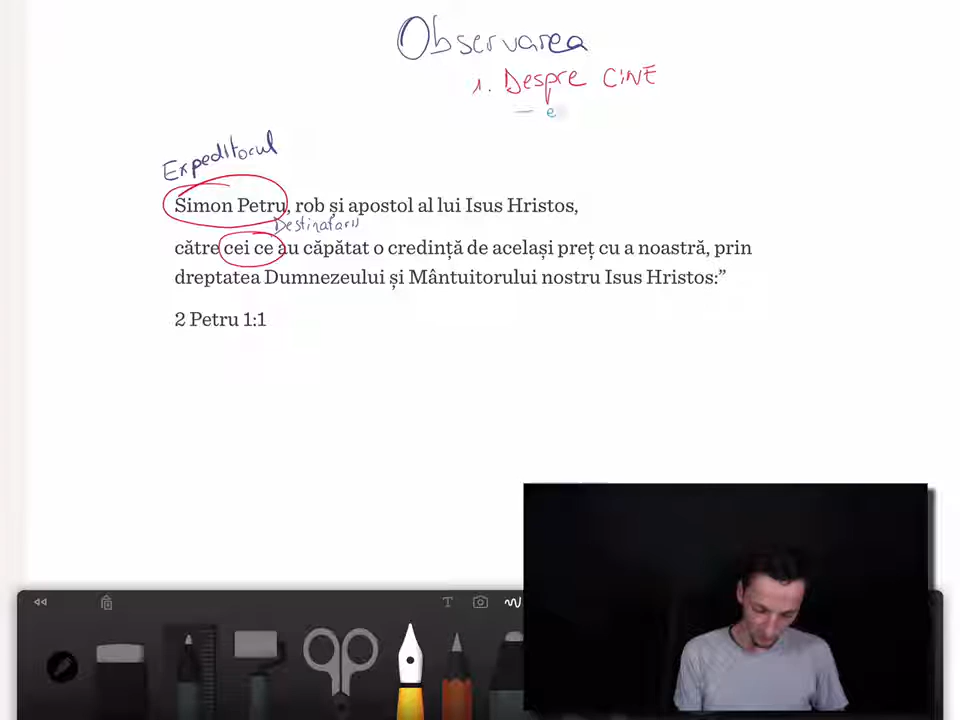 Observarea
1. Despre CiNE
— e
Expeditorul
Simon Petru, rob și apostol al lui Isus Hristos,
Destinatarii
către cei ce au căpătat o credință de același preț cu a noastră, prin
dreptatea Dumnezeului și Mântuitorului nostru Isus Hristos:”
2 Petru 1:1
T